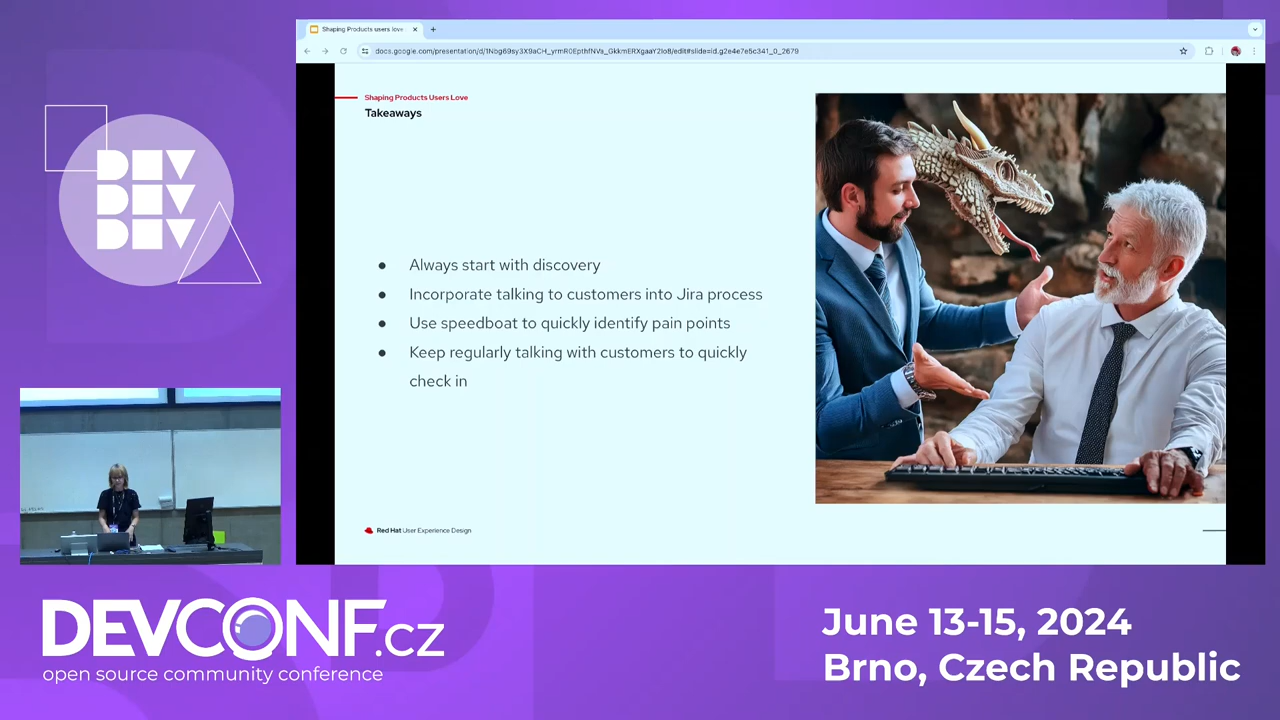 Shaping Products users love
docs.google.com/presentation/d/1Nbg69sy3X9aCH_yrmR0EpthfNVs_GkkmERXgaaY2Io8/edit#slide=id.g2e4e7e5c341_0_2679
Shaping Products Users Love
Takeaways
● Always start with discovery
● Incorporate talking to customers into Jira process
● Use speedboat to quickly identify pain points
● Keep regularly talking with customers to quickly
check in
Red Hat User Experience Design
DEV
DEV
DEV
DEVCONF.cz
open source community conference
June 13-15, 2024
Brno, Czech Republic